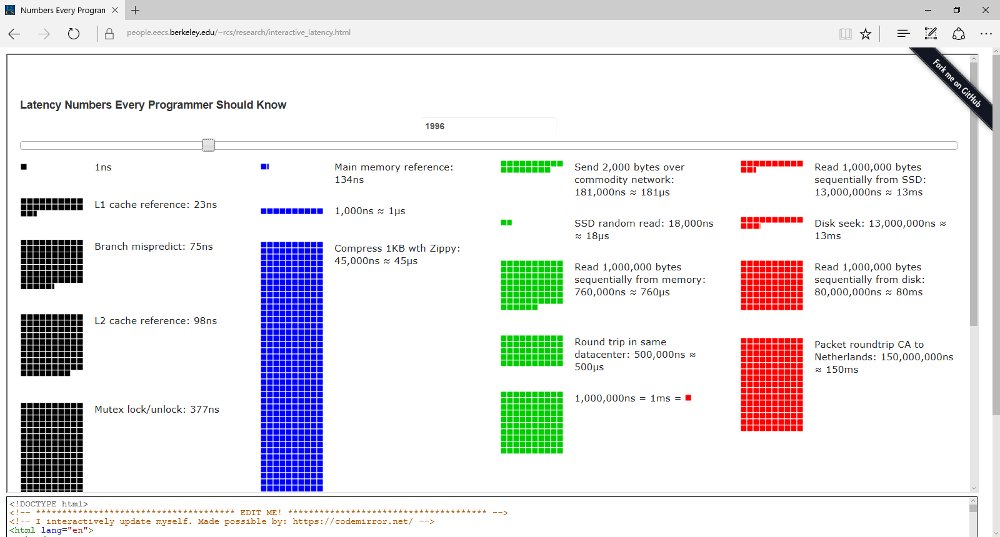 Numbers Every Progran
people.eecs.berkeley.edu/~rcs/research/interactive_latency.html
Fork me on GitHub
Latency Numbers Every Programmer Should Know
1996
1ns
L1 cache reference: 23ns
Branch mispredict: 75ns
L2 cache reference: 98ns
Mutex lock/unlock: 377ns
Main memory reference:
134ns
1,000ns ≈ 1μs
Compress 1KB wth Zippy:
45,000ns ≈ 45μs
Send 2,000 bytes over
commodity network:
181,000ns ≈ 181μs
SSD random read: 18,000ns
≈ 18μs
Read 1,000,000 bytes
sequentially from memory:
760,000ns ≈ 760μs
Round trip in same
datacenter: 500,000ns ≈
500μs
1,000,000ns = 1ms =
Read 1,000,000 bytes
sequentially from SSD:
13,000,000ns ≈ 13ms
Disk seek: 13,000,000ns ≈
13ms
Read 1,000,000 bytes
sequentially from disk:
80,000,000ns ≈ 80ms
Packet roundtrip CA to
Netherlands: 150,000,000ns
≈ 150ms
<!DOCTYPE html>
<!-- ************************************** EDIT ME! ************************************** -->
<!-- I interactively update myself. Made possible by: https://codemirror.net/ -->
<html lang="en">